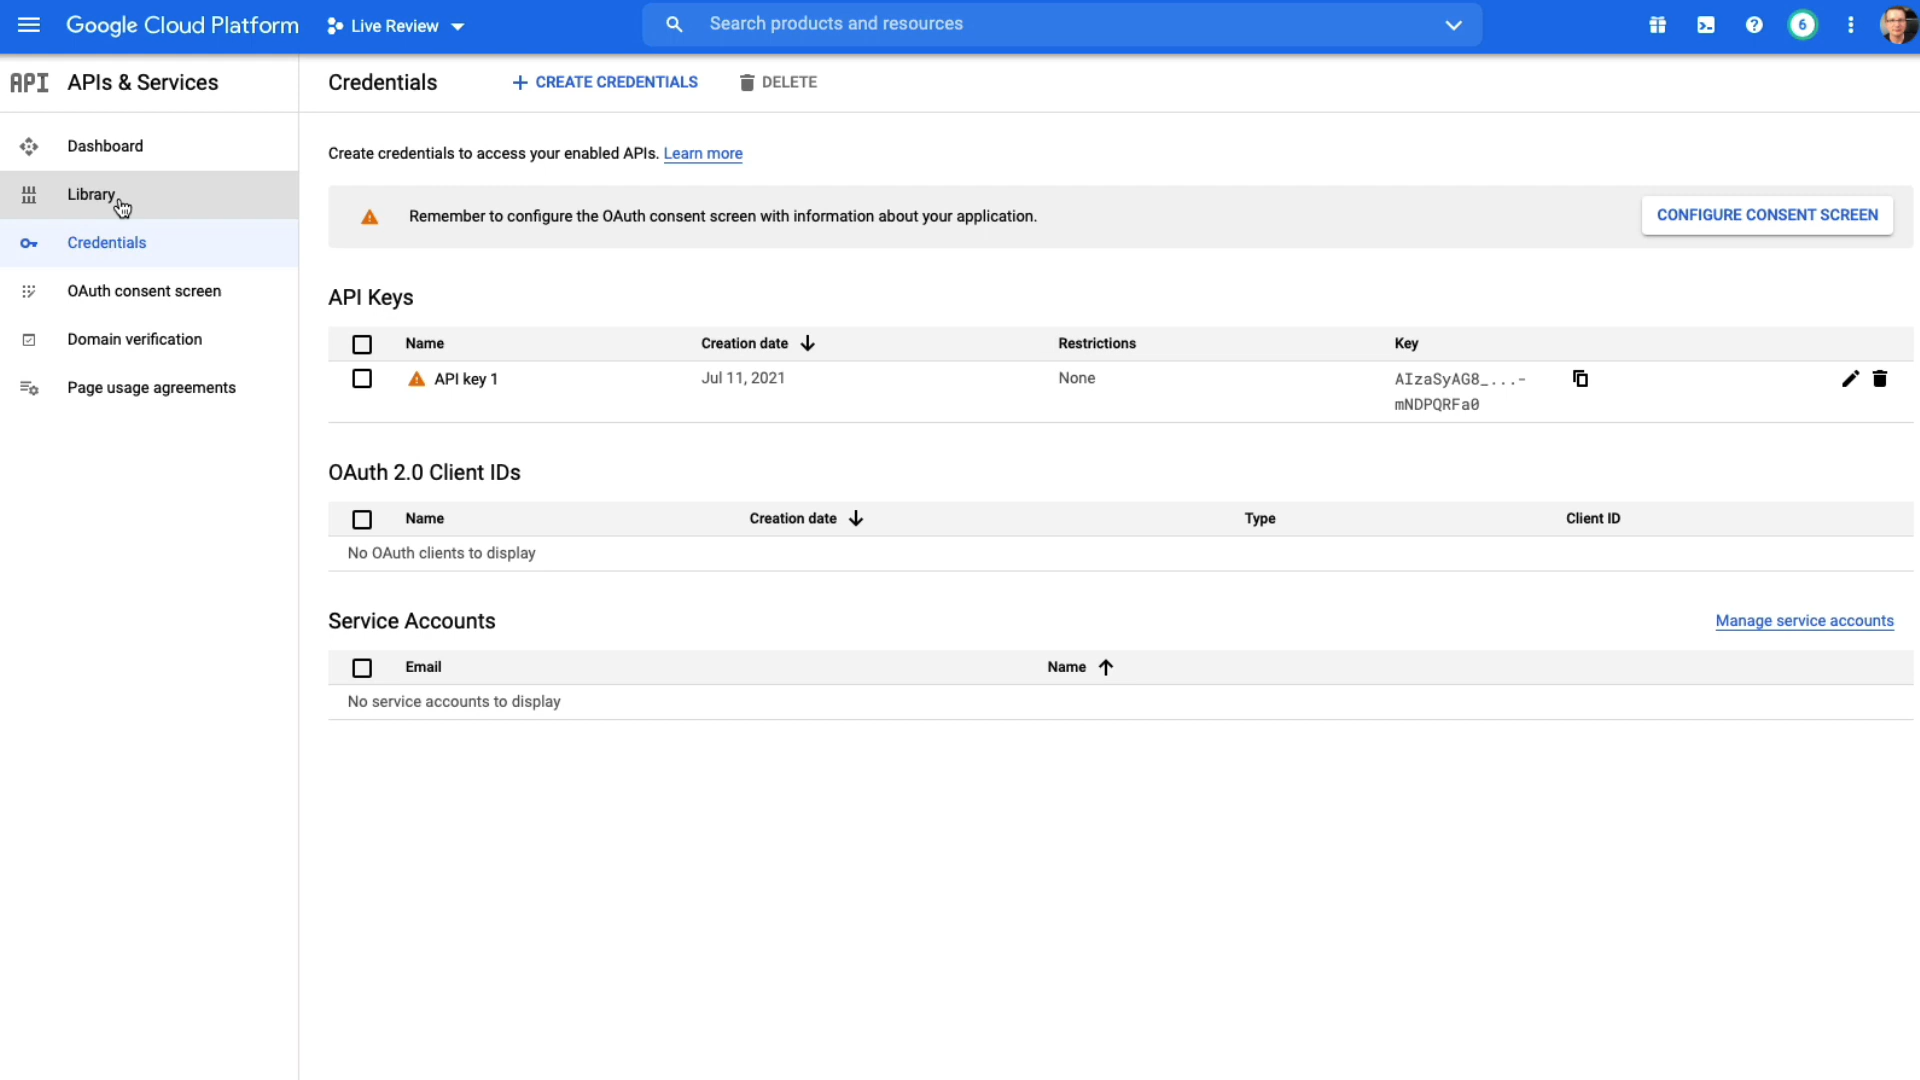 Google Cloud Platform
Live Review
Search products and resources
6
API
APIs & Services
Credentials
CREATE CREDENTIALS
DELETE
Dashboard
Library
Credentials
OAuth consent screen
Domain verification
Page usage agreements
Create credentials to access your enabled APIs. Learn more
Remember to configure the OAuth consent screen with information about your application.
CONFIGURE CONSENT SCREEN
API Keys
Name Creation date Restrictions Key
API key 1 Jul 11, 2021 None AIzaSyAG8_...-
mNDPQRFa0
OAuth 2.0 Client IDs
Name Creation date Type Client ID
No OAuth clients to display
Service Accounts
Manage service accounts
Email Name
No service accounts to display